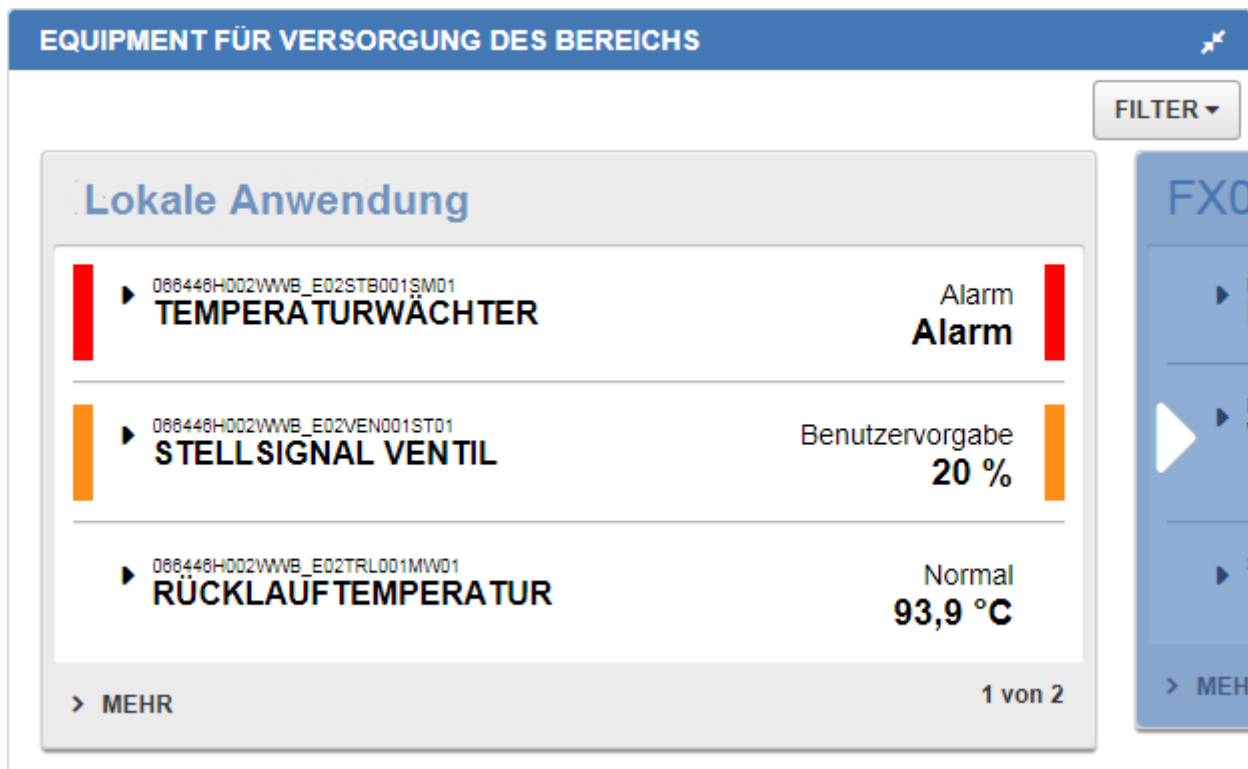 EQUIPMENT FÜR VERSORGUNG DES BEREICHS
FILTER
Lokale Anwendung
066446H002WWB_E02STB001SM01
TEMPERATURWÄCHTER
Alarm
Alarm
066446H002WWB_E02VEN001ST01
STELLSIGNAL VENTIL
Benutzervorgabe
20 %
066446H002WWB_E02TRL001MW01
RÜCKLAUFTEMPERATUR
Normal
93,9 °C
> MEHR
1 von 2
FX0
> MEH